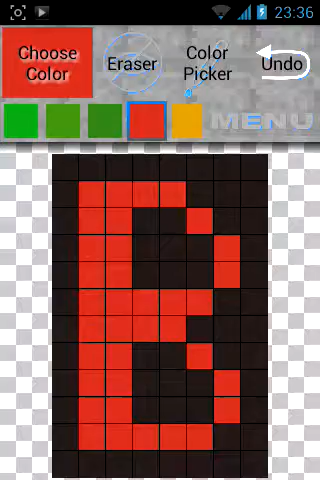 23:36
Choose Color
Eraser
Color Picker
Undo
MENU
B